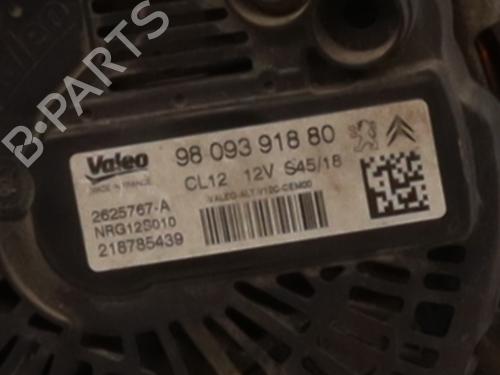 B-PARTS
Valeo
MADE IN FRANCE
98 093 918 80
CL12 12V S45/18
VALEO-ALT-V12C-CEM00
2625767-A
NRG12S010
218785439